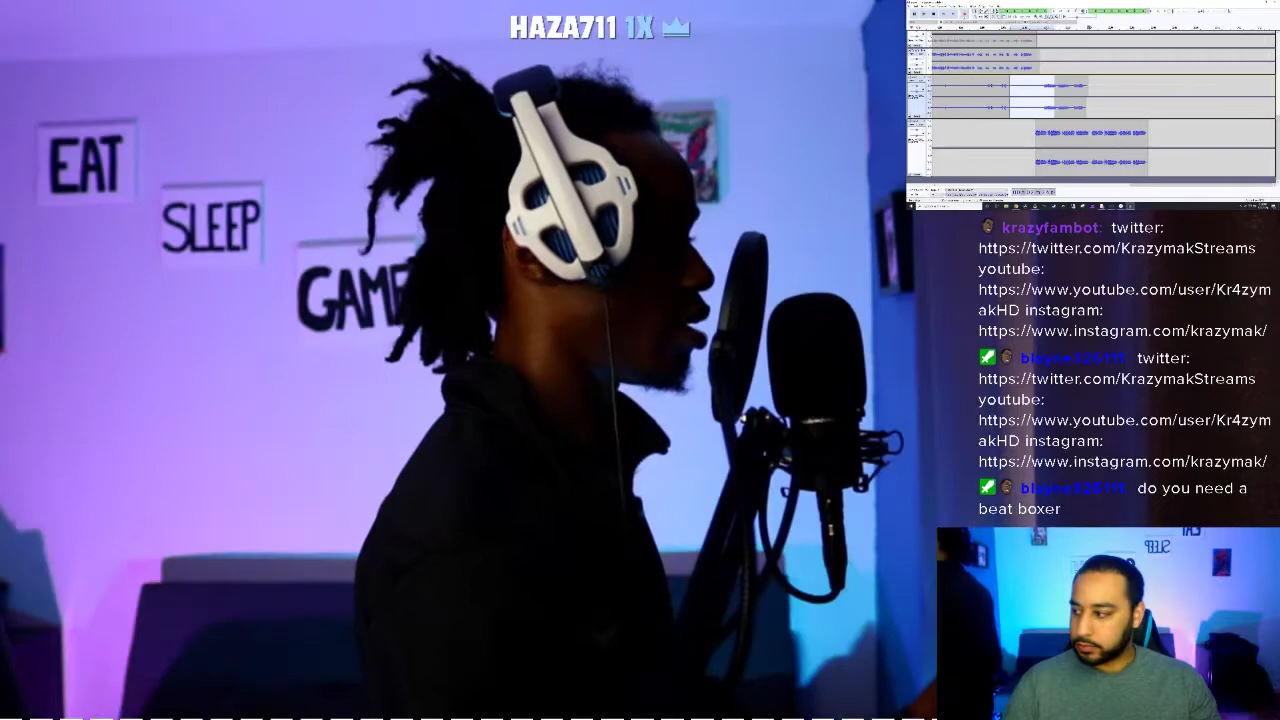 HAZA711 1X
EAT
SLEEP
GAME
krazyfambot: twitter:
https://twitter.com/KrazymakStreams
youtube:
https://www.youtube.com/user/Kr4zym
akHD instagram:
https://www.instagram.com/krazymak/
blayne325111: twitter:
https://twitter.com/KrazymakStreams
youtube:
https://www.youtube.com/user/Kr4zym
akHD instagram:
https://www.instagram.com/krazymak/
blayne325111: do you need a
beat boxer